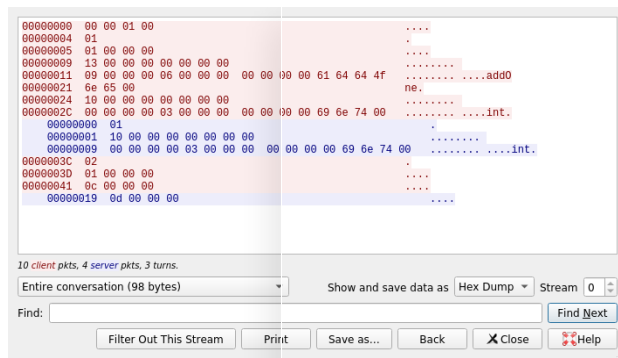 00000000 00 00 01 00 ....
00000004 01 .
00000005 01 00 00 00 ....
00000009 13 00 00 00 00 00 00 00 ........
00000011 09 00 00 00 06 00 00 00 00 00 00 00 61 64 64 4f ........ ....addO
00000021 6e 65 00 ne.
00000024 10 00 00 00 00 00 00 00 ........
0000002C 00 00 00 00 03 00 00 00 00 00 00 00 69 6e 74 00 ........ ....int.
00000000 01 .
00000001 10 00 00 00 00 00 00 00 ........
00000009 00 00 00 00 03 00 00 00 00 00 00 00 69 6e 74 00 ........ ....int.
0000003C 02 .
0000003D 01 00 00 00 ....
00000041 0c 00 00 00 ....
00000019 0d 00 00 00 ....
10 client pkts, 4 server pkts, 3 turns.
Entire conversation (98 bytes) Show and save data as Hex Dump Stream 0
Find: Find Next
Filter Out This Stream Print Save as... Back Close Help